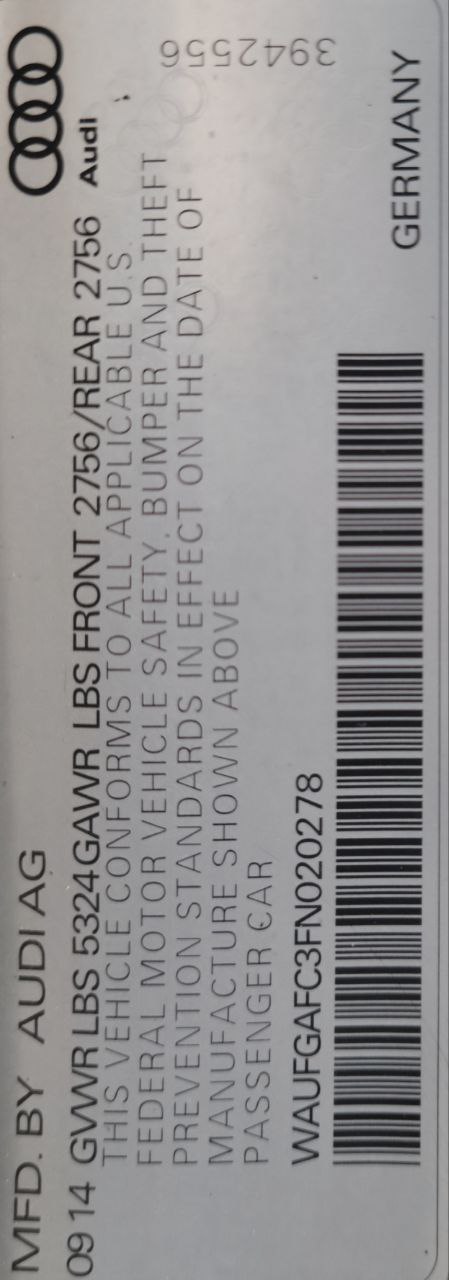 MFD. BY AUDI AG
Audi
09 14 GVWR LBS 5324 GAWR LBS FRONT 2756/REAR 2756
THIS VEHICLE CONFORMS TO ALL APPLICABLE U.S.
FEDERAL MOTOR VEHICLE SAFETY, BUMPER AND THEFT
PREVENTION STANDARDS IN EFFECT ON THE DATE OF
MANUFACTURE SHOWN ABOVE
PASSENGER CAR
3942556
WAUFGAFC3FN020278
GERMANY